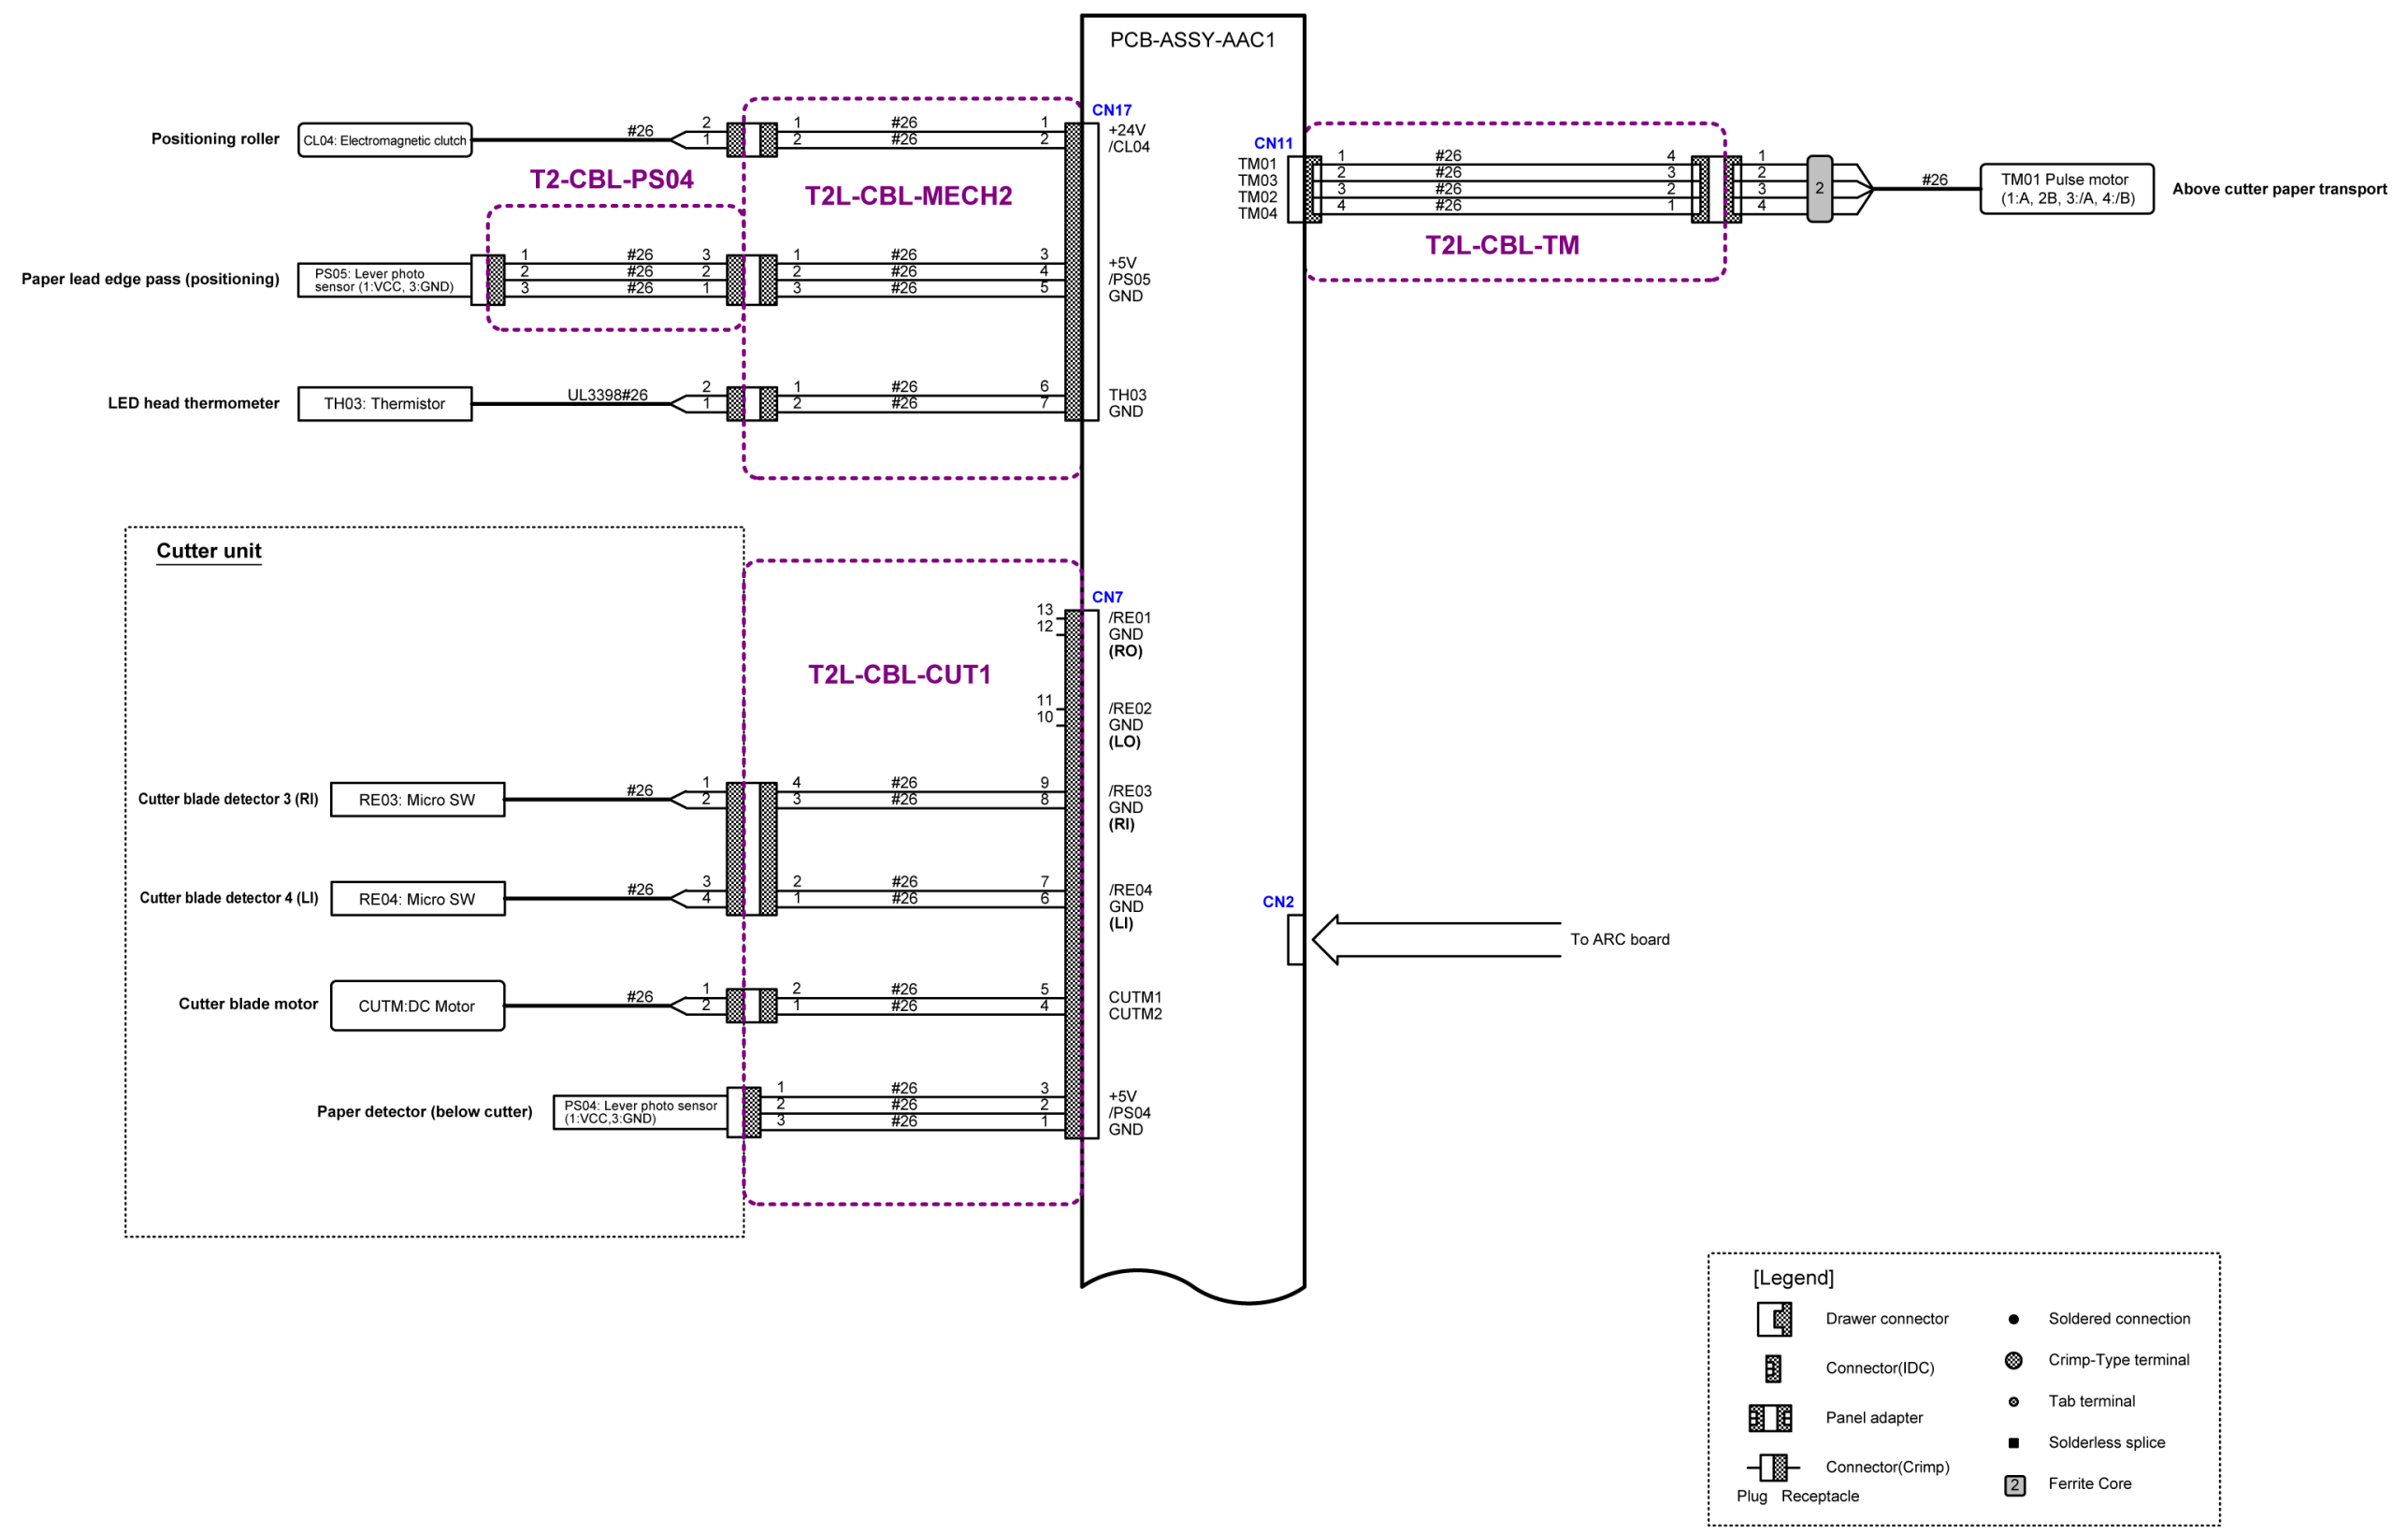 PCB-ASSY-AAC1
CN17
Positioning roller
CL04: Electromagnetic clutch
#26
2
1
1 #26 1
2 #26 2
+24V
/CL04
T2-CBL-PS04
T2L-CBL-MECH2
Paper lead edge pass (positioning)
PS05: Lever photo
sensor (1:VCC, 3:GND)
1 #26 3
2 #26 2
3 #26 1
1 #26 3
2 #26 4
3 #26 5
+5V
/PS05
GND
LED head thermometer
TH03: Thermistor
UL3398#26
2
1
1 #26 6
2 #26 7
TH03
GND
CN11
TM01
TM03
TM02
TM04
1 #26 4
2 #26 3
3 #26 2
4 #26 1
1
2
3
4
2
#26
TM01 Pulse motor
(1:A, 2B, 3:/A, 4:/B)
Above cutter paper transport
T2L-CBL-TM
Cutter unit
CN7
T2L-CBL-CUT1
13
12
/RE01
GND
(RO)
11
10
/RE02
GND
(LO)
Cutter blade detector 3 (RI)
RE03: Micro SW
#26
1
2
4 #26 9
3 #26 8
/RE03
GND
(RI)
Cutter blade detector 4 (LI)
RE04: Micro SW
#26
3
4
2 #26 7
1 #26 6
/RE04
GND
(LI)
Cutter blade motor
CUTM:DC Motor
#26
1
2
2 #26 5
1 #26 4
CUTM1
CUTM2
Paper detector (below cutter)
PS04: Lever photo sensor
(1:VCC,3:GND)
1 #26 3
2 #26 2
3 #26 1
+5V
/PS04
GND
CN2
To ARC board
[Legend]
Drawer connector
Connector(IDC)
Panel adapter
Connector(Crimp)
Plug Receptacle
Soldered connection
Crimp-Type terminal
Tab terminal
Solderless splice
2 Ferrite Core